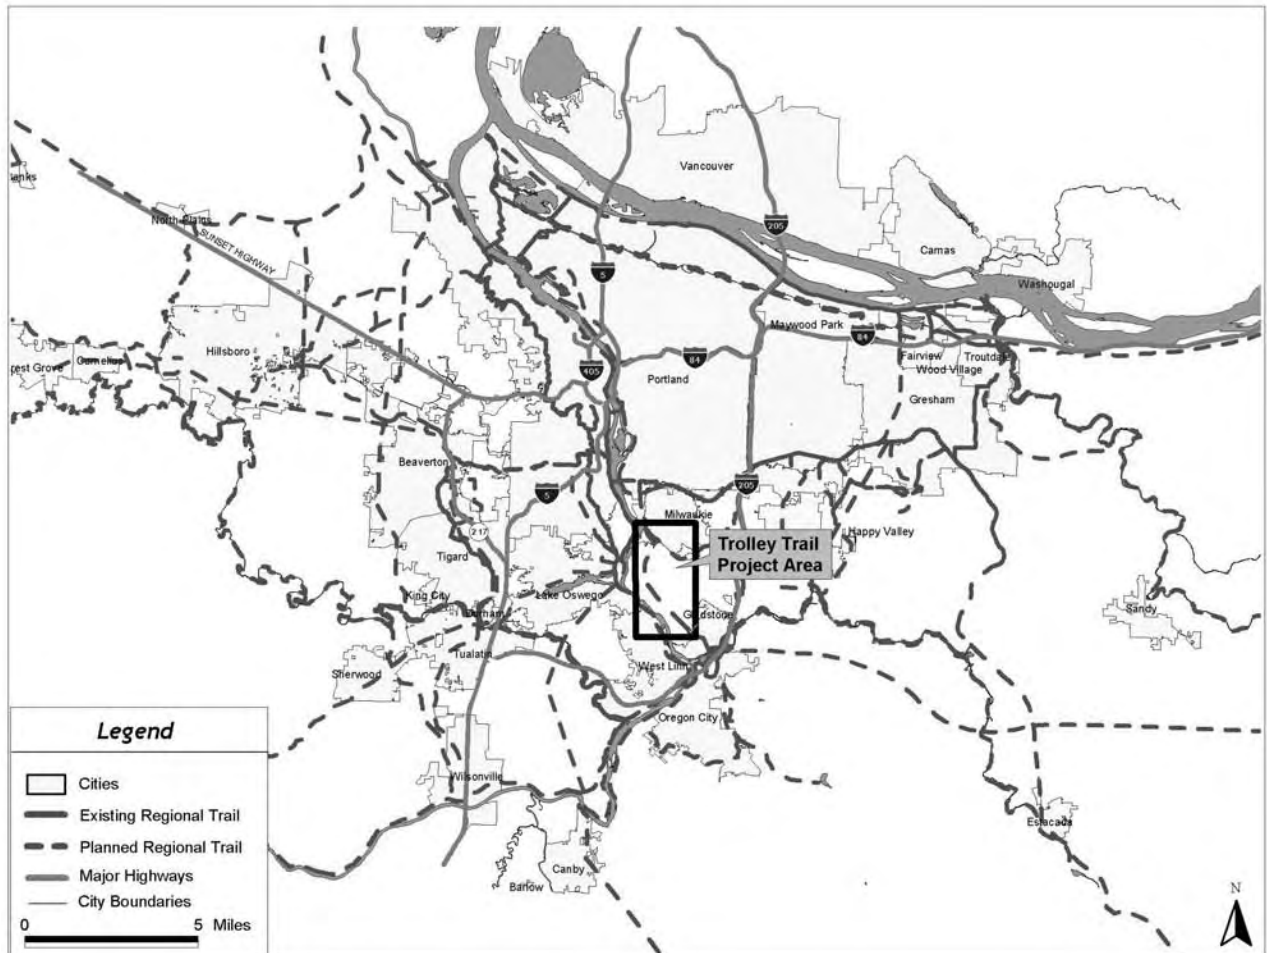 Vancouver
205
North Plains
SUNSET HIGHWAY
Camas
5
Washougal
Maywood Park
84
Hillsboro
Cornelius
Fairview
Troutdale
Wood Village
405
84
Portland
Gresham
Beaverton
205
5
Milwaukie
217
Happy Valley
Trolley Trail
Project Area
Tigard
King City
Lake Oswego
Durham
Gladstone
Sandy
Tualatin
West Linn
Sherwood
Oregon City
Wilsonville
Estacada
Canby
Barlow
Legend
Cities
Existing Regional Trail
Planned Regional Trail
Major Highways
City Boundaries
0 5 Miles
N